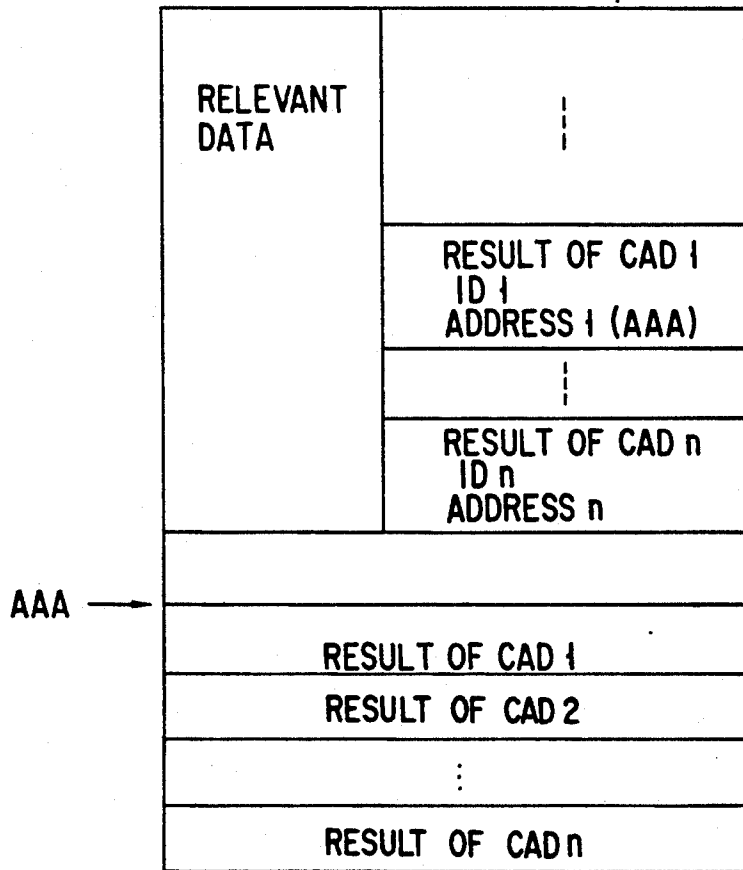 RELEVANT
DATA
RESULT OF CAD 1
ID 1
ADDRESS 1 (AAA)
RESULT OF CAD n
ID n
ADDRESS n
AAA
RESULT OF CAD 1
RESULT OF CAD 2
RESULT OF CAD n